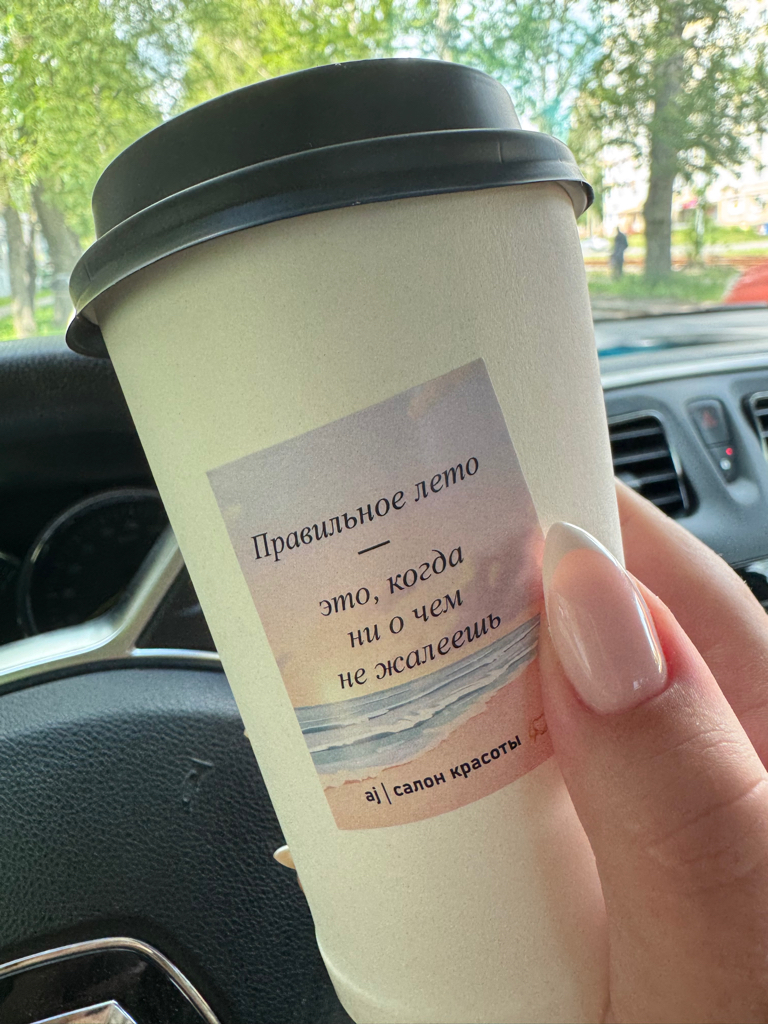 Правильное лето
—
это, когда
ни о чем
не жалеешь
aj | салон красоты